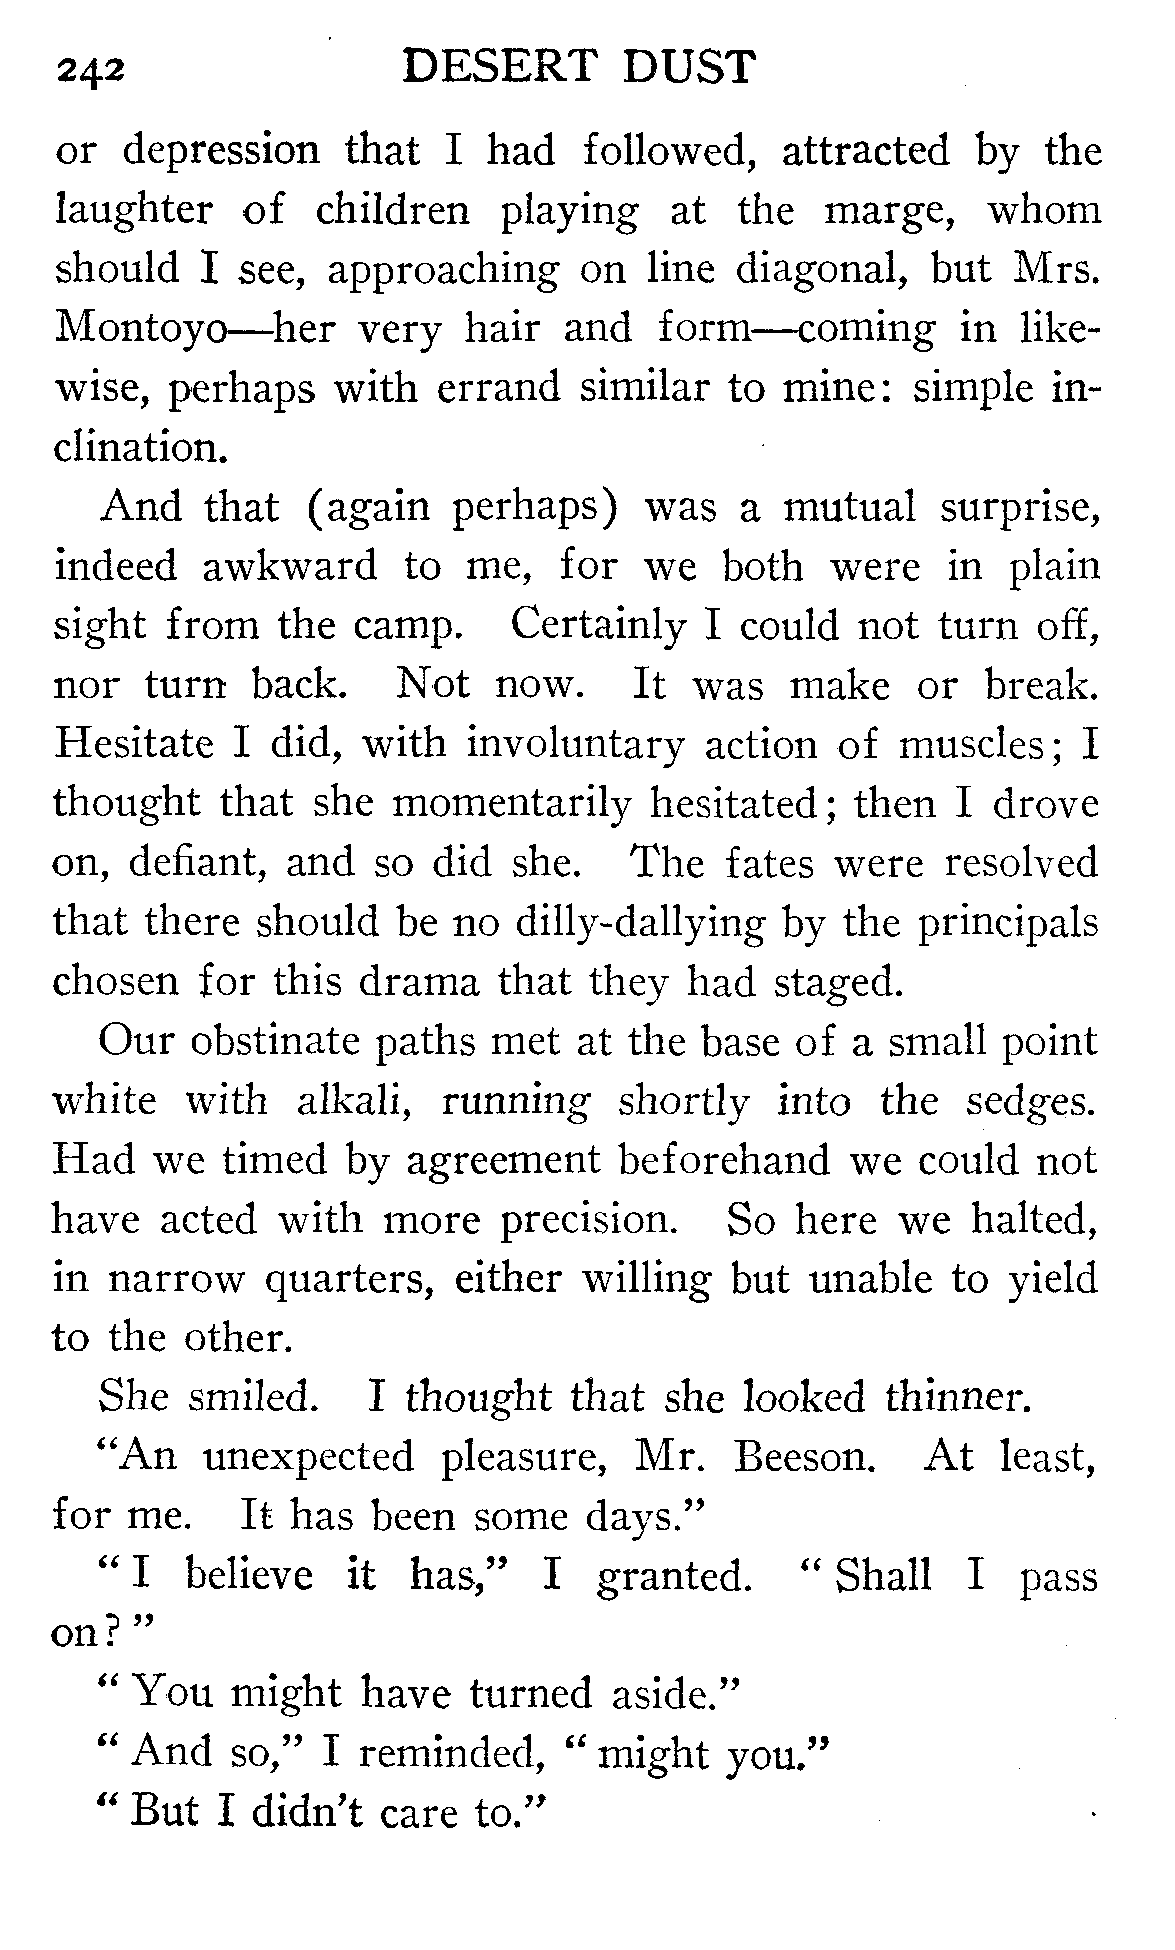 242 DESERT DUST
or depression that I had followed, attracted by the
laughter of children playing at the marge, whom
should I see, approaching on line diagonal, but Mrs.
Montoyo—her very hair and form—coming in like-
wise, perhaps with errand similar to mine: simple in-
clination.
And that (again perhaps) was a mutual surprise,
indeed awkward to me, for we both were in plain
sight from the camp. Certainly I could not turn off,
nor turn back. Not now. It was make or break.
Hesitate I did, with involuntary action of muscles; I
thought that she momentarily hesitated; then I drove
on, defiant, and so did she. The fates were resolved
that there should be no dilly-dallying by the principals
chosen for this drama that they had staged.
Our obstinate paths met at the base of a small point
white with alkali, running shortly into the sedges.
Had we timed by agreement beforehand we could not
have acted with more precision. So here we halted,
in narrow quarters, either willing but unable to yield
to the other.
She smiled. I thought that she looked thinner.
“An unexpected pleasure, Mr. Beeson. At least,
for me. It has been some days.”
“ I believe it has,” I granted. “ Shall I pass
on? ”
“ You might have turned aside.”
“ And so,” I reminded, “ might you.”
“ But I didn’t care to.”